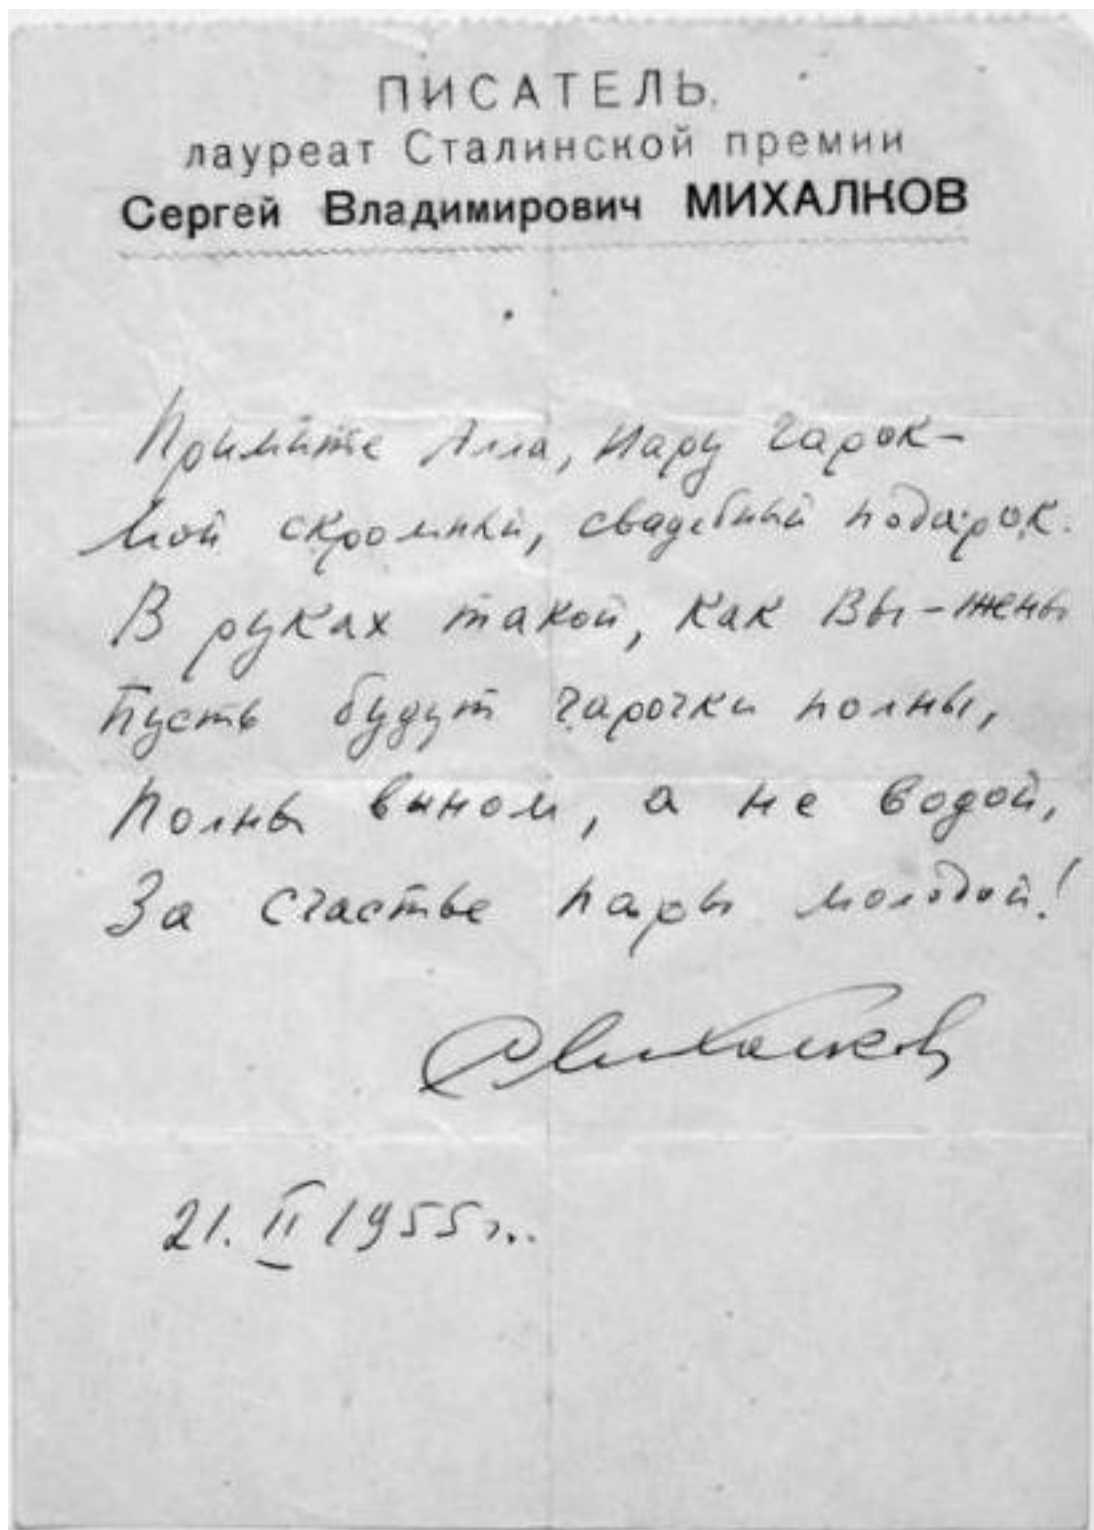 ПИСАТЕЛЬ.
лауреат Сталинской премии
Сергей Владимирович МИХАЛКОВ
Примите Алла, пару чарок –
Мой скромный, свадебный подарок.
В руках такой, как Вы – жены
Пусть будут чарочки полны,
Полны вином, а не водой,
За счастье пары молодой!
СМихалков
21. II 1955 г..